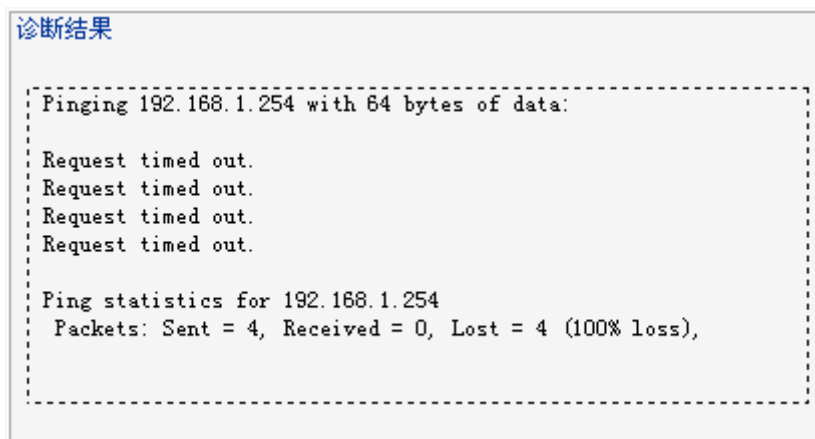 诊断结果
Pinging 192.168.1.254 with 64 bytes of data:
Request timed out.
Request timed out.
Request timed out.
Request timed out.
Ping statistics for 192.168.1.254
Packets: Sent = 4, Received = 0, Lost = 4 (100% loss),